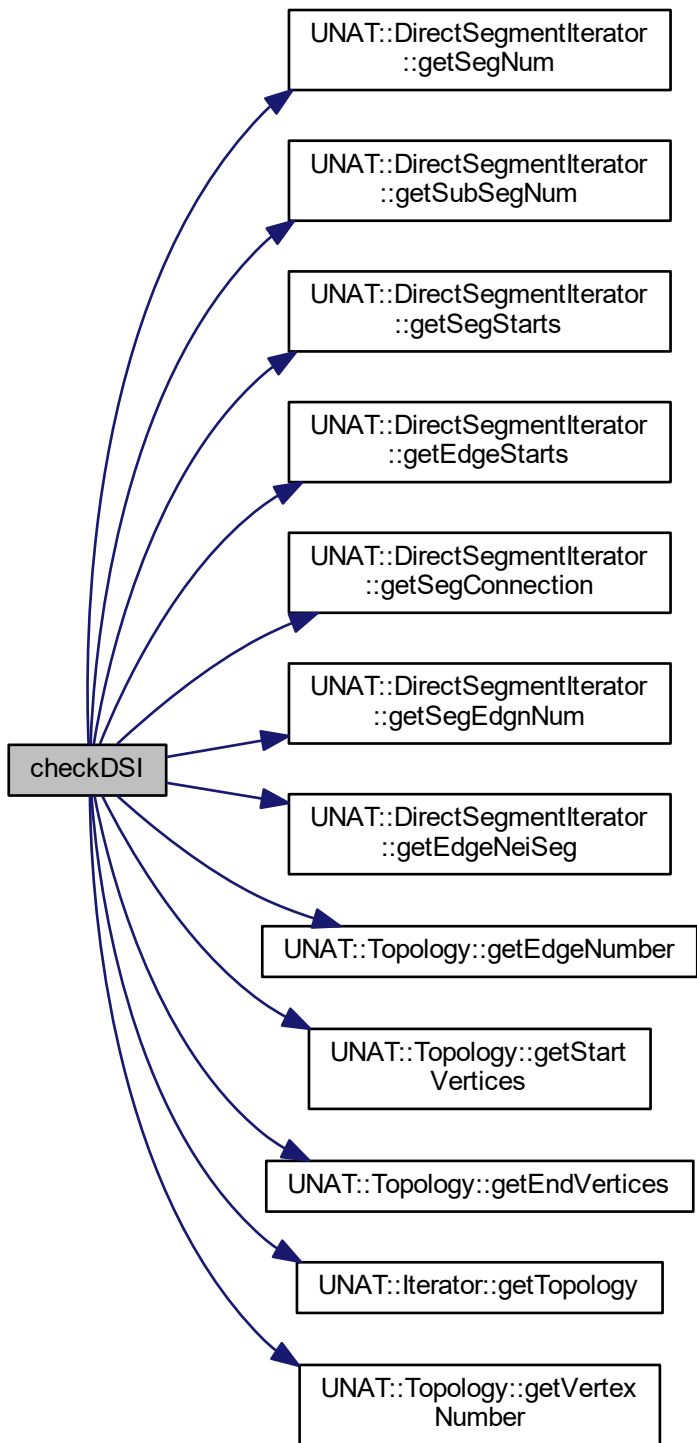 UNAT::DirectSegmentIterator
::getSegNum
UNAT::DirectSegmentIterator
::getSubSegNum
UNAT::DirectSegmentIterator
::getSegStarts
UNAT::DirectSegmentIterator
::getEdgeStarts
UNAT::DirectSegmentIterator
::getSegConnection
UNAT::DirectSegmentIterator
::getSegEdgnNum
checkDSI
UNAT::DirectSegmentIterator
::getEdgeNeiSeg
UNAT::Topology::getEdgeNumber
UNAT::Topology::getStart
Vertices
UNAT::Topology::getEndVertices
UNAT::Iterator::getTopology
UNAT::Topology::getVertex
Number